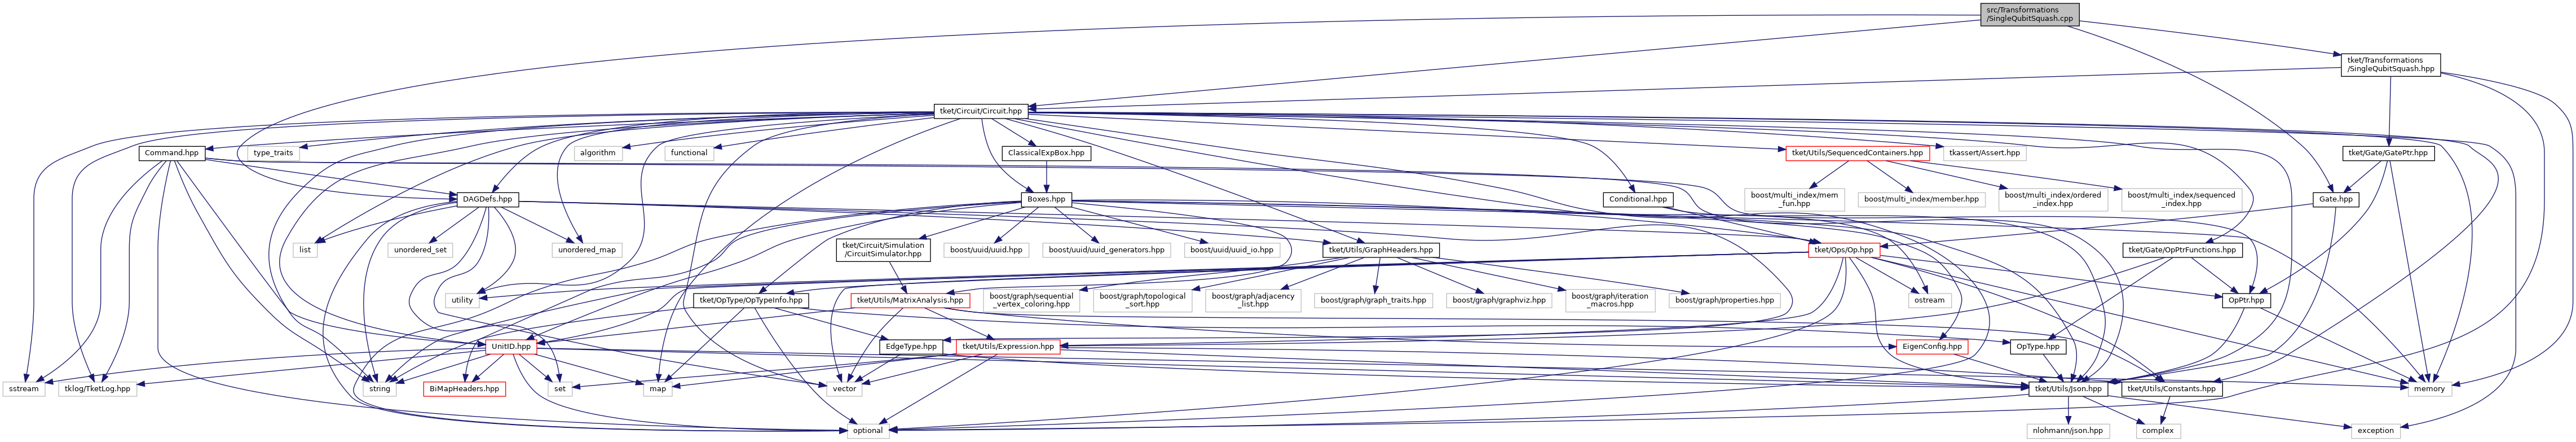 src/Transformations
/SingleQubitSquash.cpp
tket/Transformations
/SingleQubitSquash.hpp
tket/Circuit/Circuit.hpp
Command.hpp
type_traits
algorithm
functional
ClassicalExpBox.hpp
tket/Utils/SequencedContainers.hpp
tkassert/Assert.hpp
tket/Gate/GatePtr.hpp
DAGDefs.hpp
Boxes.hpp
Conditional.hpp
boost/multi_index/mem
_fun.hpp
boost/multi_index/member.hpp
boost/multi_index/ordered
_index.hpp
boost/multi_index/sequenced
_index.hpp
Gate.hpp
list
unordered_set
unordered_map
tket/Circuit/Simulation
/CircuitSimulator.hpp
boost/uuid/uuid.hpp
boost/uuid/uuid_generators.hpp
boost/uuid/uuid_io.hpp
tket/Utils/GraphHeaders.hpp
tket/Ops/Op.hpp
tket/Gate/OpPtrFunctions.hpp
utility
tket/OpType/OpTypeInfo.hpp
tket/Utils/MatrixAnalysis.hpp
boost/graph/sequential
_vertex_coloring.hpp
boost/graph/topological
_sort.hpp
boost/graph/adjacency
_list.hpp
boost/graph/graph_traits.hpp
boost/graph/graphviz.hpp
boost/graph/iteration
_macros.hpp
boost/graph/properties.hpp
ostream
OpPtr.hpp
UnitID.hpp
EdgeType.hpp
tket/Utils/Expression.hpp
EigenConfig.hpp
OpType.hpp
sstream
tklog/TketLog.hpp
string
BiMapHeaders.hpp
set
map
vector
tket/Utils/Json.hpp
tket/Utils/Constants.hpp
memory
optional
nlohmann/json.hpp
complex
exception